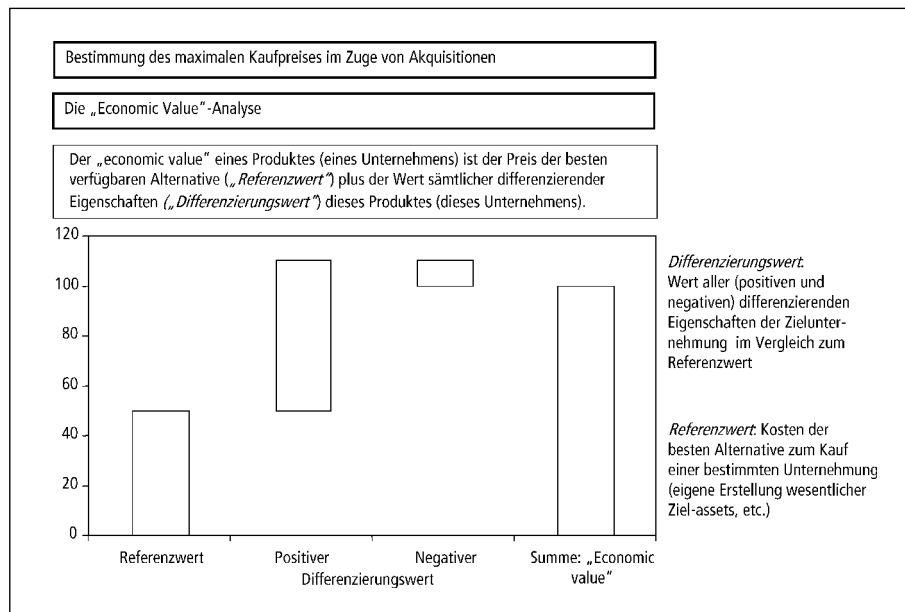 Bestimmung des maximalen Kaufpreises im Zuge von Akquisitionen
Die „Economic Value"-Analyse
Der „economic value" eines Produktes (eines Unternehmens) ist der Preis der besten
verfügbaren Alternative („Referenzwert") plus der Wert sämtlicher differenzierender
Eigenschaften („Differenzierungswert") dieses Produktes (dieses Unternehmens).
120
100
80
60
40
20
0
Referenzwert
Positiver
Negativer
Differenzierungswert
Summe: „Economic
value"
Differenzierungswert:
Wert aller (positiven und
negativen) differenzierenden
Eigenschaften der Zielunter-
nehmung im Vergleich zum
Referenzwert
Referenzwert: Kosten der
besten Alternative zum Kauf
einer bestimmten Unternehmung
(eigene Erstellung wesentlicher
Ziel-assets, etc.)